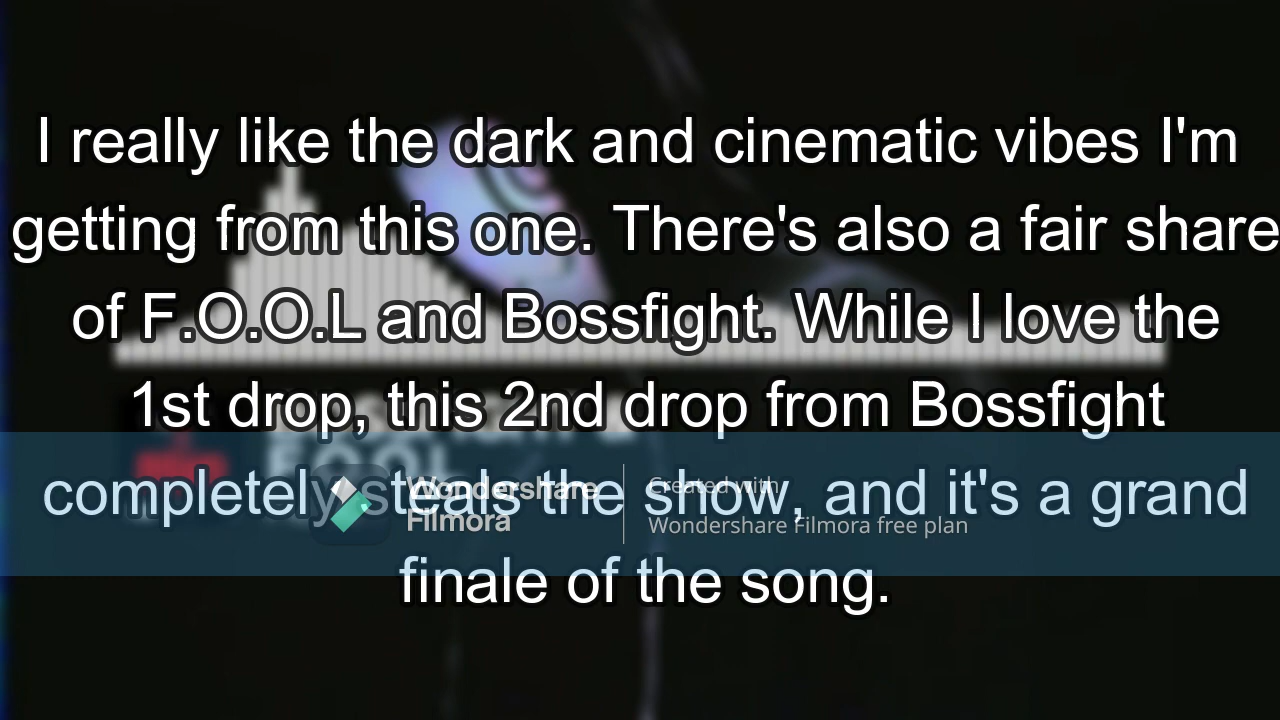 I really like the dark and cinematic vibes I'm
getting from this one. There's also a fair share
of F.O.O.L and Bossfight. While I love the
1st drop, this 2nd drop from Bossfight
completely steals the show, and it's a grand
finale of the song.
Wondershare
Filmora
Created with
Wondershare Filmora free plan